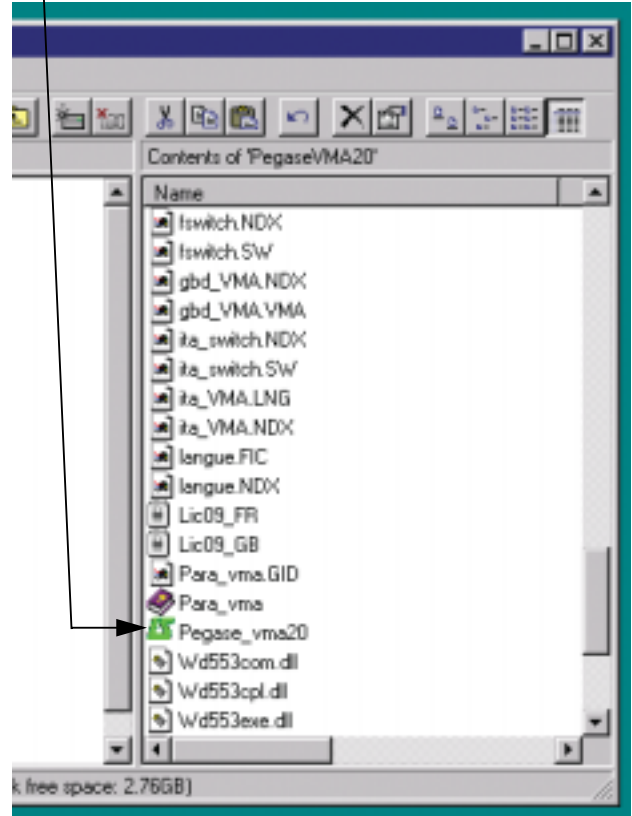 Contents of 'PegaseVMA20'
Name
fswitch.NDX
fswitch.SW
gbd_VMA.NDX
gbd_VMA.VMA
ita_switch.NDX
ita_switch.SW
ita_VMA.LNG
ita_VMA.NDX
langue.FIC
langue.NDX
Lic09_FR
Lic09_GB
Para_vma.GID
Para_vma
Pegase_vma20
Wd553com.dll
Wd553cpl.dll
Wd553exe.dll
k free space: 2.76GB)